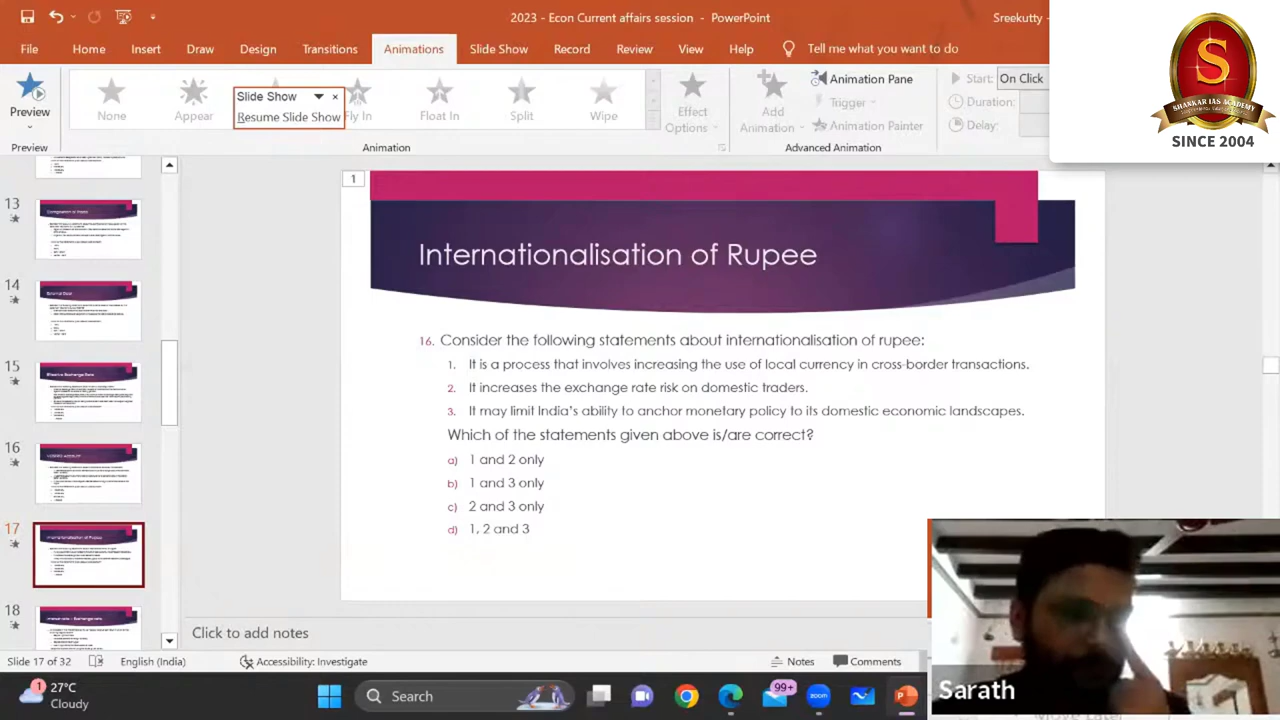 2023 - Econ Current affairs session - PowerPoint
Sreekutty -
File Home Insert Draw Design Transitions Animations Slide Show Record Review View Help Tell me what you want to do
Preview
None
Appear
Slide Show
Resume Slide Show
Fly In
Float In
Split
Wipe
Effect
Options
Add
Animation
Animation Pane
Trigger
Animation Painter
Start: On Click
Duration:
Delay:
Preview
Animation
Advanced Animation
S
SHANKAR IAS ACADEMY
SINCE 2004
13
14
15
16
17
18
1
Internationalisation of Rupee
16. Consider the following statements about internationalisation of rupee:
1. It is process that involves increasing the use of local currency in cross-border transactions.
2. It the exchange rate risk on domestic traders.
3. It may limit India's ability to anchor monetary policy to its domestic economic landscapes.
Which of the statements given above is/are correct?
a) 1 and only
b) 1 and 3 only
c) 2 and 3 only
d) 1, 2 and 3
Click to add notes
Slide 17 of 32
English (India)
Accessibility: Investigate
Notes
Comments
1
27°C
Cloudy
Search
99+
zoom
Sarath
Move Later